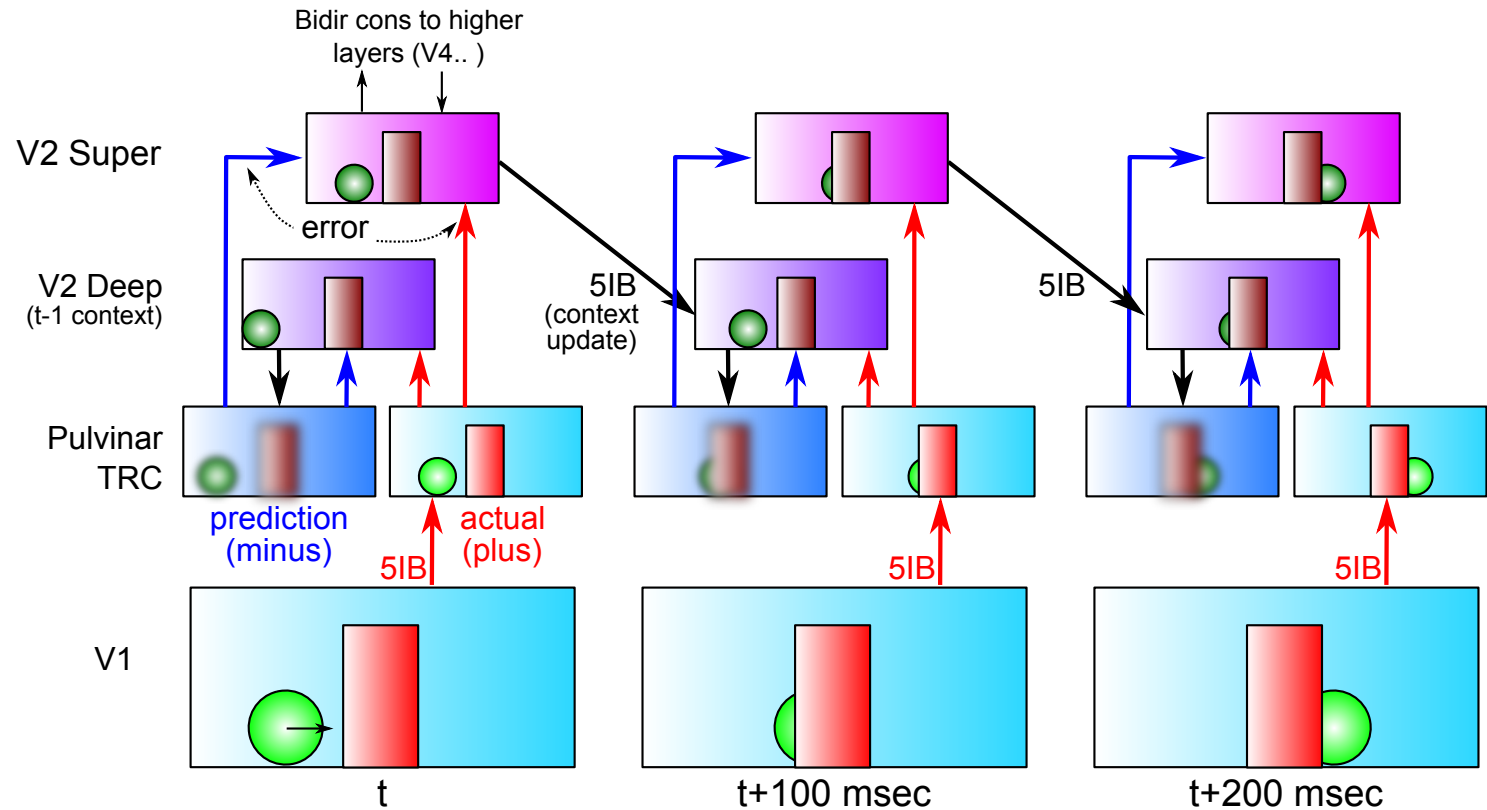 Bidir cons to higher
layers (V4.. )
V2 Super
error
V2 Deep
(t-1 context)
5IB
(context
update)
5IB
Pulvinar
TRC
prediction
(minus)
actual
(plus)
5IB
5IB
5IB
V1
t
t+100 msec
t+200 msec